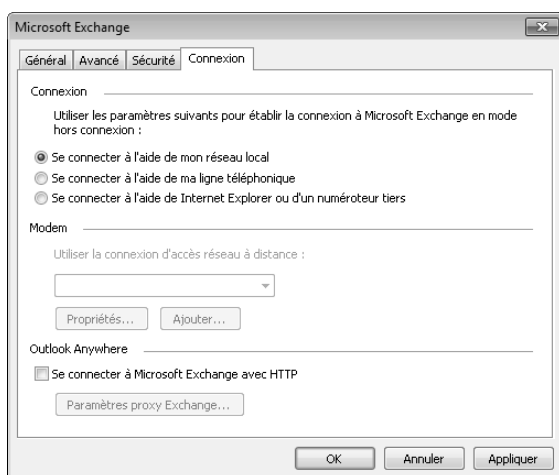 Microsoft Exchange
Général Avancé Sécurité Connexion
Connexion
Utiliser les paramètres suivants pour établir la connexion à Microsoft Exchange en mode
hors connexion :
Se connecter à l'aide de mon réseau local
Se connecter à l'aide de ma ligne téléphonique
Se connecter à l'aide de Internet Explorer ou d'un numéroteur tiers
Modem
Utiliser la connexion d'accès réseau à distance :
Propriétés... Ajouter...
Outlook Anywhere
Se connecter à Microsoft Exchange avec HTTP
Paramètres proxy Exchange...
OK Annuler Appliquer